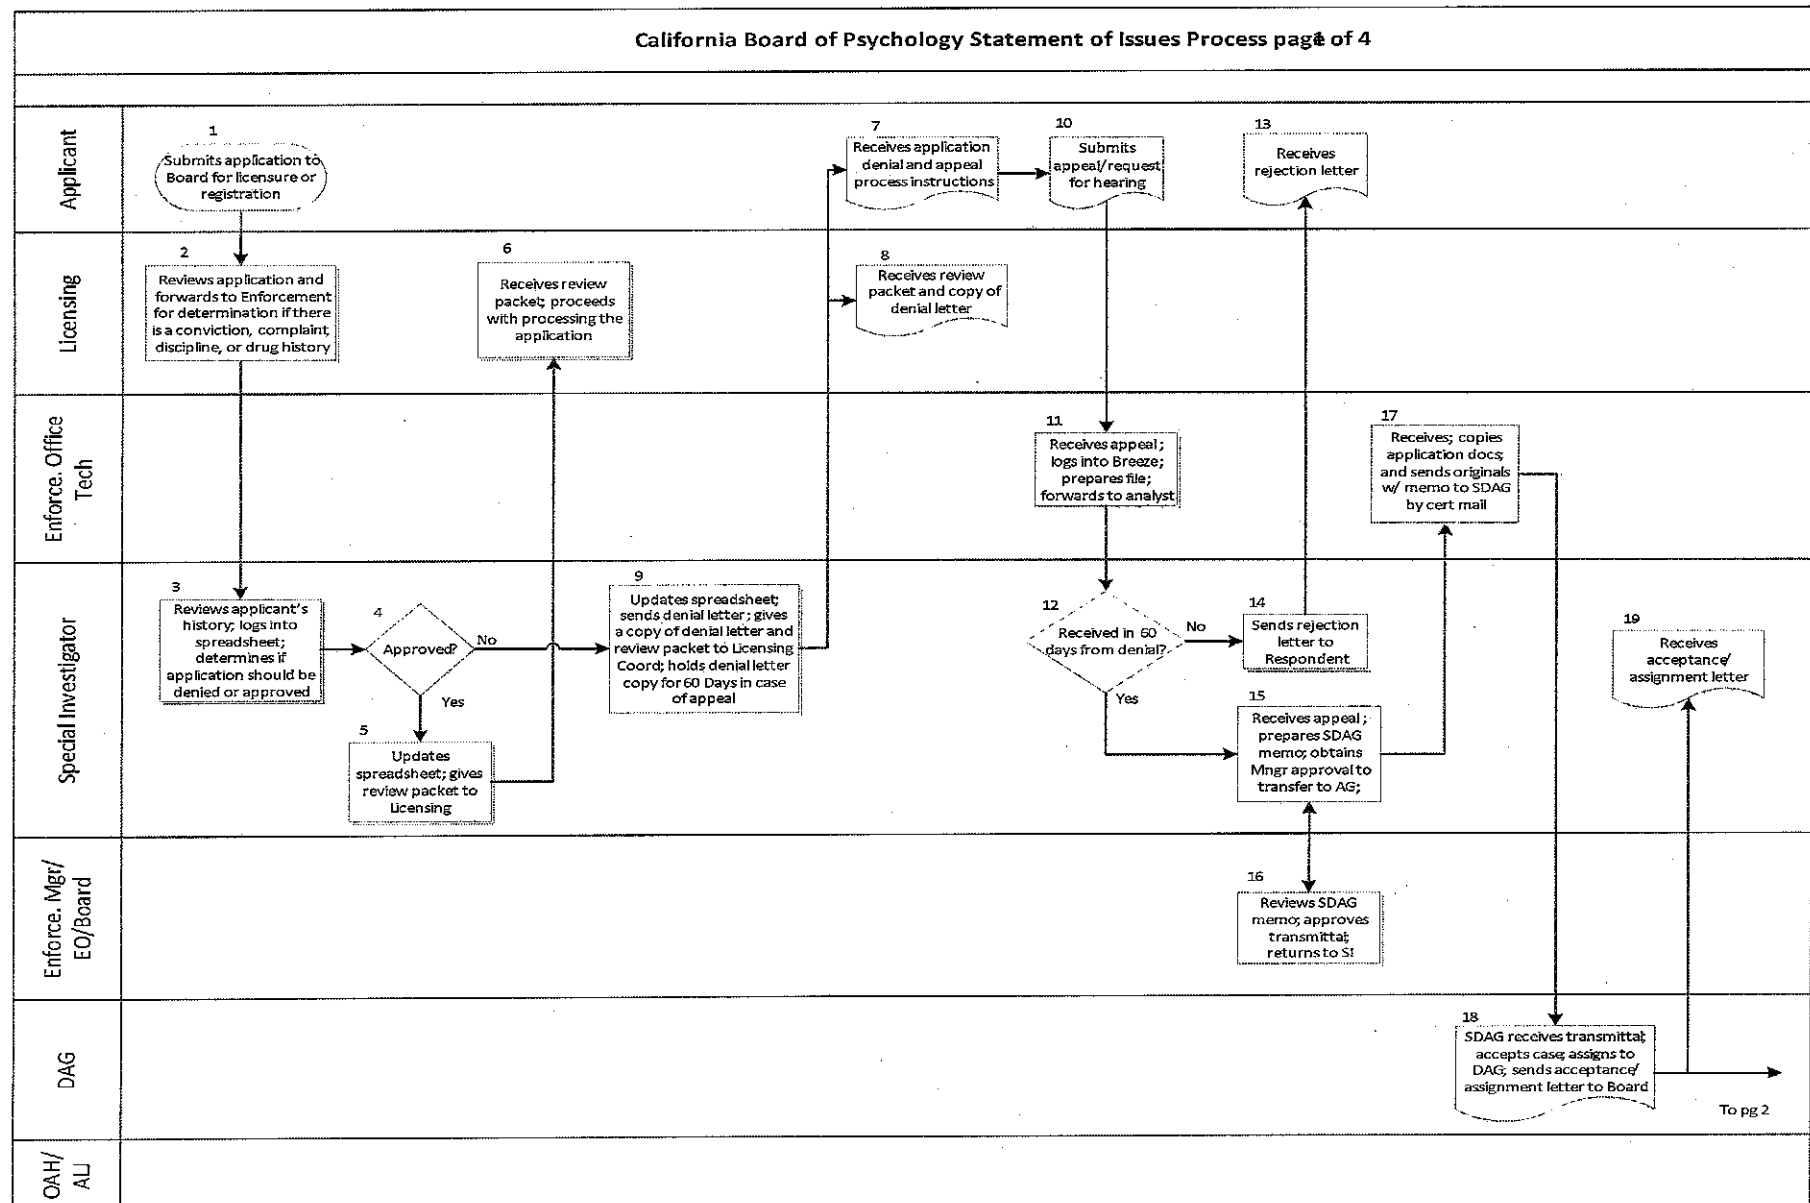 California Board of Psychology Statement of Issues Process page of 4
Applicant
1
Submits application to
Board for licensure or
registration
7
Receives application
denial and appeal
process instructions
10
Submits
appeal/request
for hearing
13
Receives
rejection letter
Licensing
2
Reviews application and
forwards to Enforcement
for determination if there
is a conviction, complaint,
discipline, or drug history
6
Receives review
packet; proceeds
with processing the
application
8
Receives review
packet and copy of
denial letter
Enforce. Office
Tech
11
Receives appeal;
logs into Breeze;
prepares file;
forwards to analyst
17
Receives; copies
application docs;
and sends originals
w/ memo to SDAG
by cert mail
Special Investigator
3
Reviews applicant's
history; logs into
spreadsheet;
determines if
application should be
denied or approved
4
Approved?
No
Yes
5
Updates
spreadsheet; gives
review packet to
Licensing
9
Updates spreadsheet;
sends denial letter; gives
a copy of denial letter and
review packet to Licensing
Coord; holds denial letter
copy for 60 Days in case
of appeal
12
Received in 60
days from denial?
No
Yes
14
Sends rejection
letter to
Respondent
15
Receives appeal;
prepares SDAG
memo; obtains
Mngr approval to
transfer to AG;
19
Receives
acceptance/
assignment letter
Enforce. Mgr/
EO/Board
16
Reviews SDAG
memo; approves
transmittal;
returns to SI
DAG
18
SDAG receives transmittal;
accepts case; assigns to
DAG; sends acceptance/
assignment letter to Board
To pg 2
OAH/
ALJ